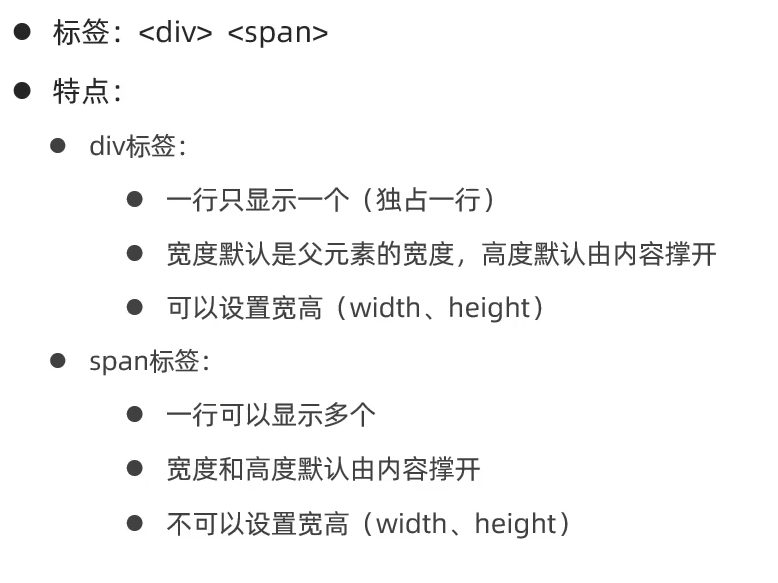 标签：<div> <span>
特点：
div标签：
一行只显示一个（独占一行）
宽度默认是父元素的宽度，高度默认由内容撑开
可以设置宽高（width、height）
span标签：
一行可以显示多个
宽度和高度默认由内容撑开
不可以设置宽高（width、height）